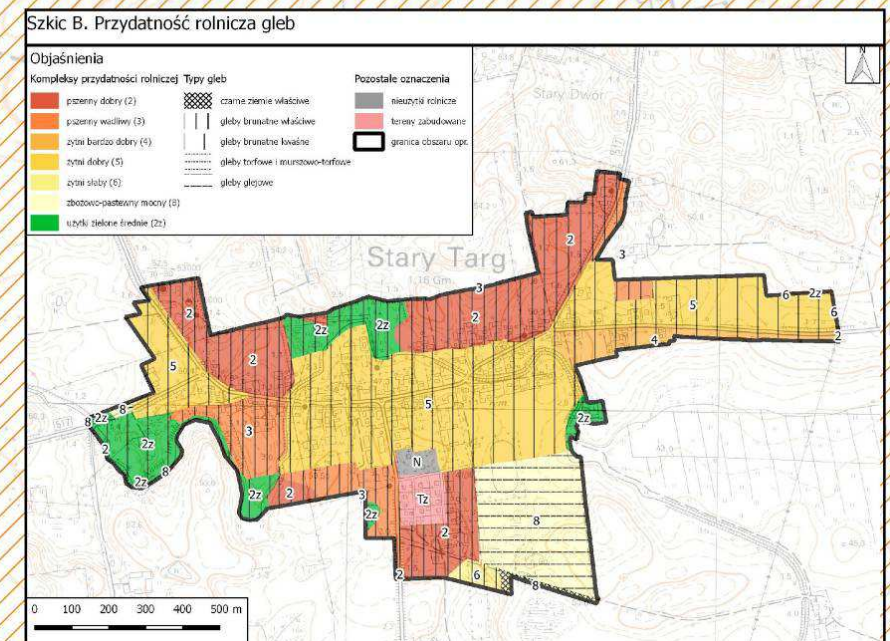 Szkic B. Przydatność rolnicza gleb
Objaśnienia
Kompleksy przydatności rolniczej
pszenny dobry (2)
pszenny wadliwy (3)
żytni bardzo dobry (4)
żytni dobry (5)
żytni słaby (6)
zbożowo-pastewny mocny (8)
użytki zielone średnie (2z)
Typy gleb
czarne ziemie właściwe
gleby brunatne właściwe
gleby brunatne kwaśne
gleby torfowe i murszowo-torfowe
gleby glejowe
Pozostałe oznaczenia
nieużytki rolnicze
tereny zabudowane
granica obszaru opr.
N
Stary Dwór
Stary Targ
1,16 Gm.
2
3
2
3
2
5
6
2z
6
2
4
2z
2z
2
2
5
5
8
2z
8
2z
2
2z
8
3
2z
2z
2
3
2z
N
Tz
2
2
8
6
8
0 100 200 300 400 500 m